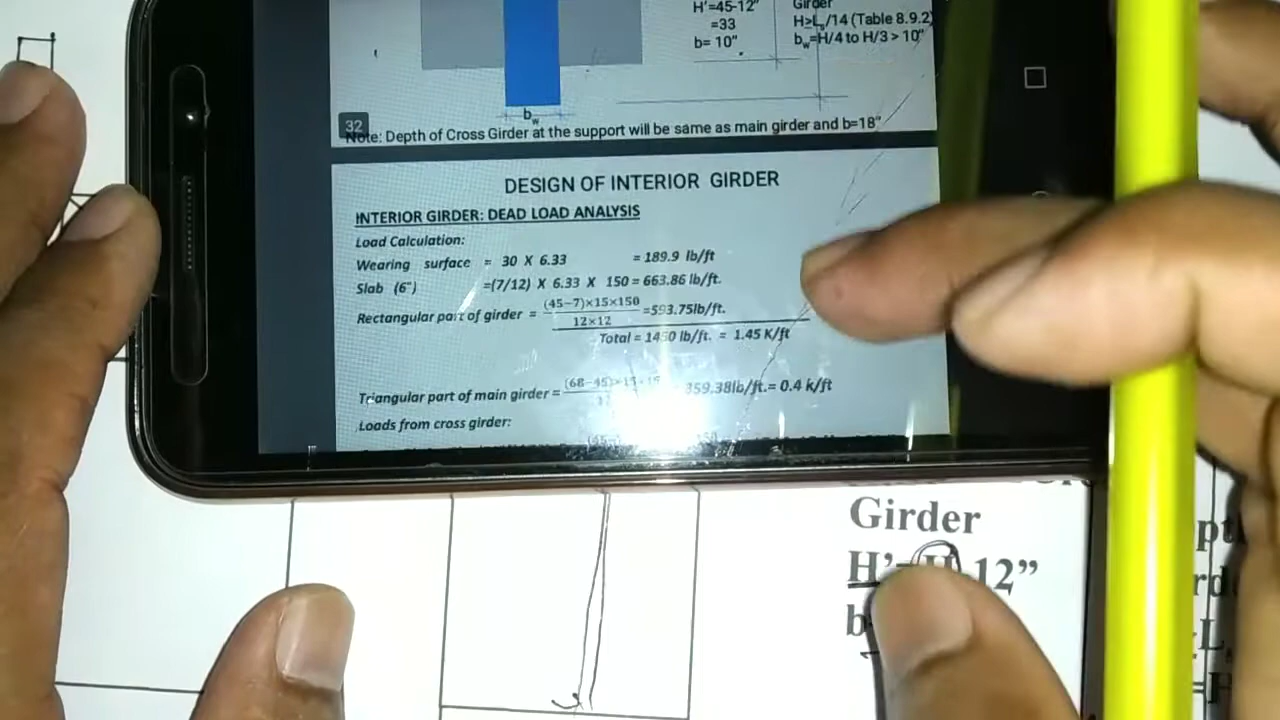 H'=45-12"
=33
b= 10"
Girder
H≥L /14 (Table 8.9.2)
bw=H/4 to H/3 > 10"
bw
32
Note: Depth of Cross Girder at the support will be same as main girder and b=18"
DESIGN OF INTERIOR GIRDER
INTERIOR GIRDER: DEAD LOAD ANALYSIS
Load Calculation:
Wearing surface = 30 X 6.33 = 189.9 lb/ft
Slab (6") =(7/12) X 6.33 X 150 = 663.86 lb/ft.
Rectangular part of girder = (45−7)×15×150 / 12×12 =593.75lb/ft.
Total = 1450 lb/ft. = 1.45 K/ft
Triangular part of main girder = (68−45)×15 359.38lb/ft.= 0.4 k/ft
Loads from cross girder:
Girder
H'=H-12"
b